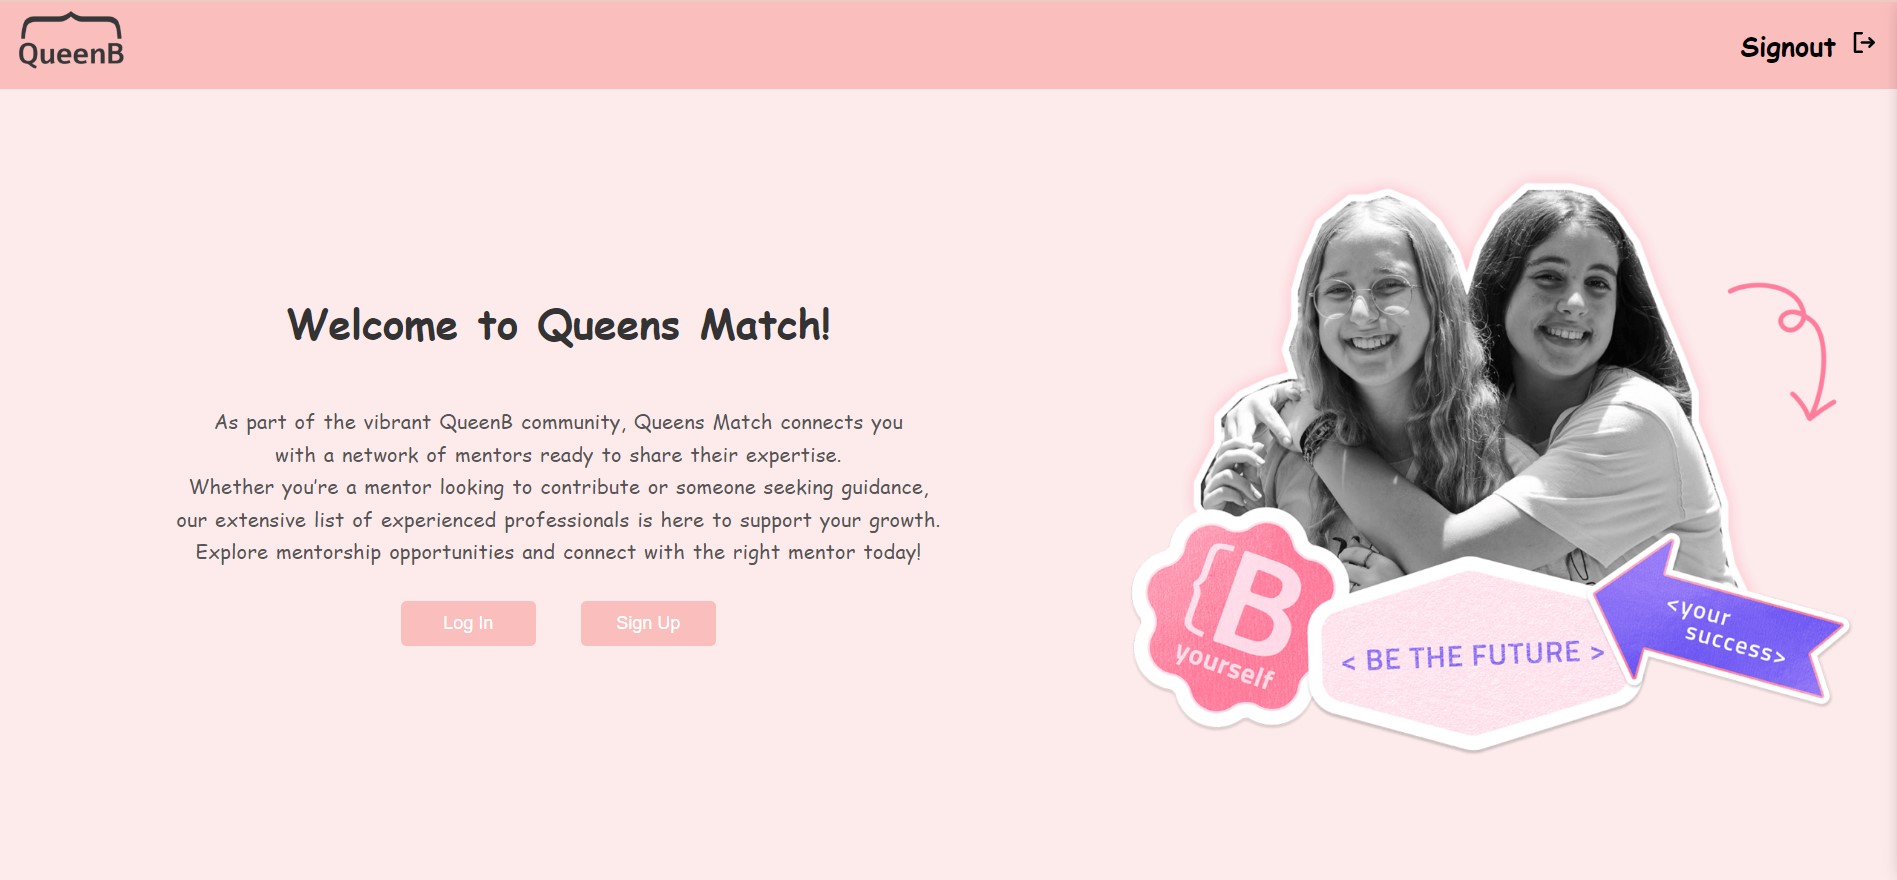 QueenB
Signout
Welcome to Queens Match!
As part of the vibrant QueenB community, Queens Match connects you
with a network of mentors ready to share their expertise.
Whether you're a mentor looking to contribute or someone seeking guidance,
our extensive list of experienced professionals is here to support your growth.
Explore mentorship opportunities and connect with the right mentor today!
Log In
Sign Up
{B
yourself
< BE THE FUTURE >
<your
success>